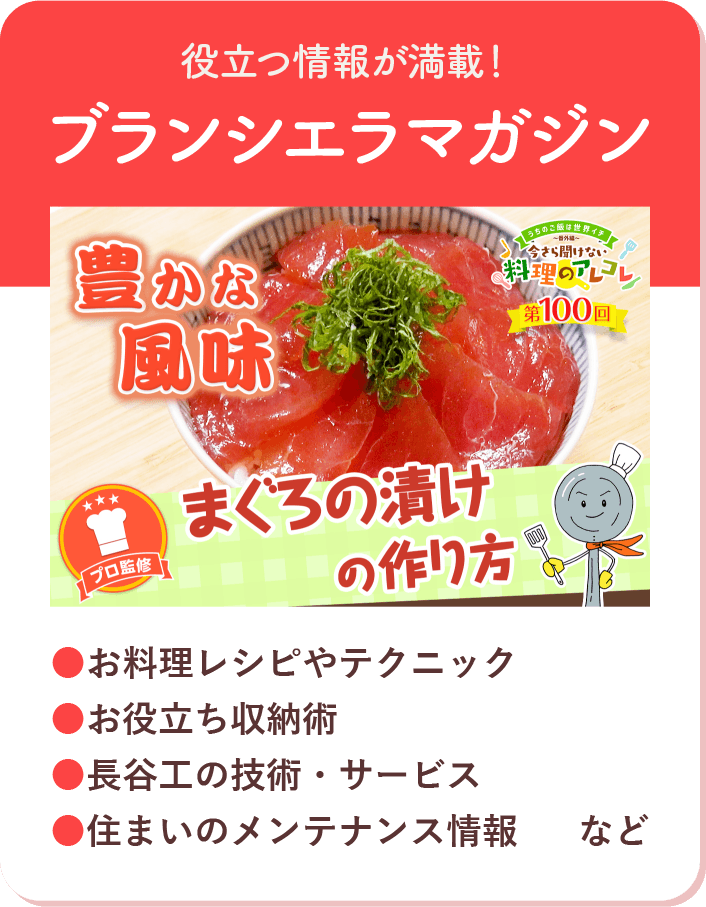 役立つ情報が満載！
ブランシエラマガジン
豊かな
風味
うちのご飯は世界イチ
〜番外編〜
今さら聞けない
料理のアレコレ
第100回
まぐろの漬け
の作り方
プロ監修
●お料理レシピやテクニック
●お役立ち収納術
●長谷工の技術・サービス
●住まいのメンテナンス情報　など